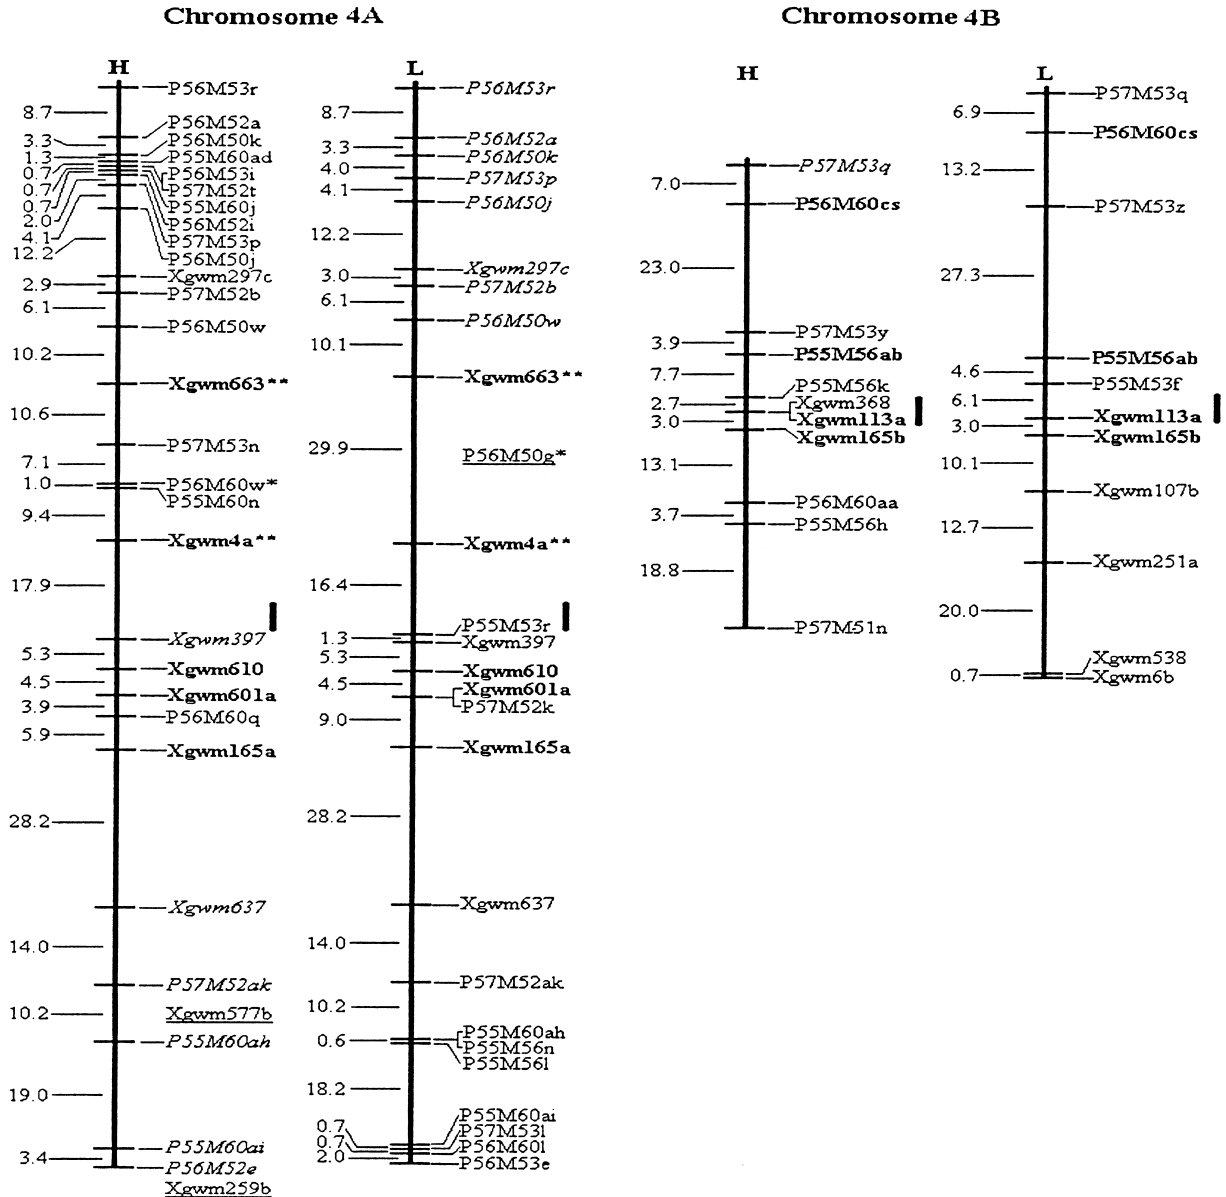 Chromosome 4A
H
P56M53r
8.7
P56M52a
3.3
P56M50k
1.3
P55M60ad
0.7
P56M53i
0.7
P57M52t
0.7
P55M60j
2.0
P56M52i
4.1
P57M53p
12.2
P56M50j
Xgwm297c
2.9
P57M52b
6.1
P56M50w
10.2
Xgwm663**
10.6
P57M53n
7.1
P56M60w*
1.0
P55M60n
9.4
Xgwm4a**
17.9
Xgwm397
5.3
Xgwm610
4.5
Xgwm601a
3.9
P56M60q
5.9
Xgwm165a
28.2
Xgwm637
14.0
P57M52ak
10.2
Xgwm577b
P55M60ah
19.0
P55M60ai
3.4
P56M52e
Xgwm259b
L
P56M53r
8.7
P56M52a
3.3
P56M50k
4.0
P57M53p
4.1
P56M50j
12.2
Xgwm297c
3.0
P57M52b
6.1
P56M50w
10.1
Xgwm663**
29.9
P56M50g*
Xgwm4a**
16.4
P55M53r
1.3
Xgwm397
5.3
Xgwm610
4.5
Xgwm601a
P57M52k
9.0
Xgwm165a
28.2
Xgwm637
14.0
P57M52ak
10.2
P55M60ah
0.6
P55M56n
P55M56l
18.2
P55M60ai
0.7
P57M53l
0.7
P56M60l
2.0
P56M53e
Chromosome 4B
H
P57M53q
7.0
P56M60cs
23.0
P57M53y
3.9
P55M56ab
7.7
P55M56k
2.7
Xgwm368
3.0
Xgwm113a
Xgwm165b
13.1
P56M60aa
3.7
P55M56h
18.8
P57M51n
L
P57M53q
6.9
P56M60cs
13.2
P57M53z
27.3
P55M56ab
4.6
P55M53f
6.1
Xgwm113a
3.0
Xgwm165b
10.1
Xgwm107b
12.7
Xgwm251a
20.0
Xgwm538
0.7
Xgwm6b